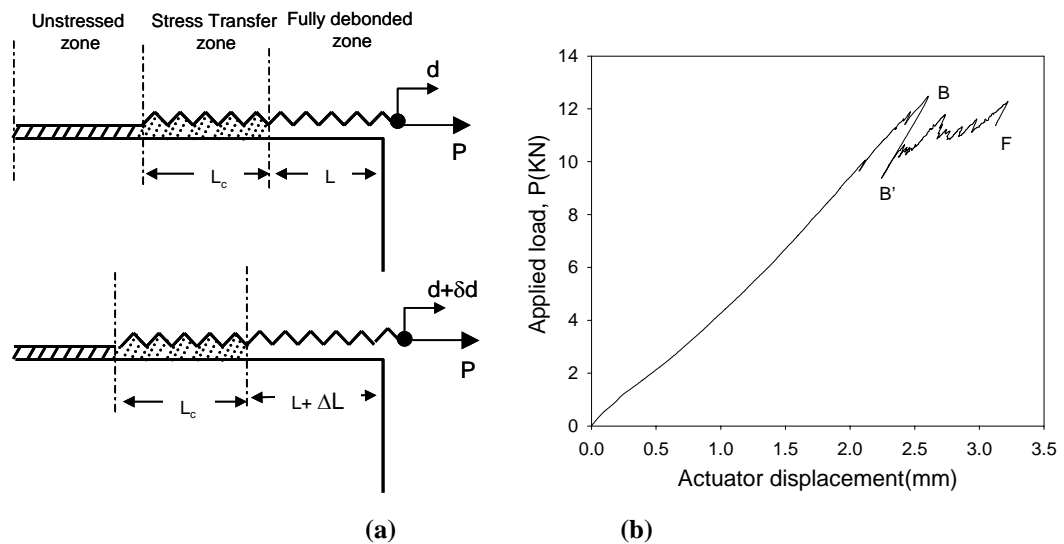 Unstressed zone
Stress Transfer zone
Fully debonded zone
d
P
Lc
L
d+δd
P
Lc
L+ ΔL
(a)
Applied load, P(KN)
14
12
10
8
6
4
2
0
B
B'
F
0.0 0.5 1.0 1.5 2.0 2.5 3.0 3.5
Actuator displacement(mm)
(b)